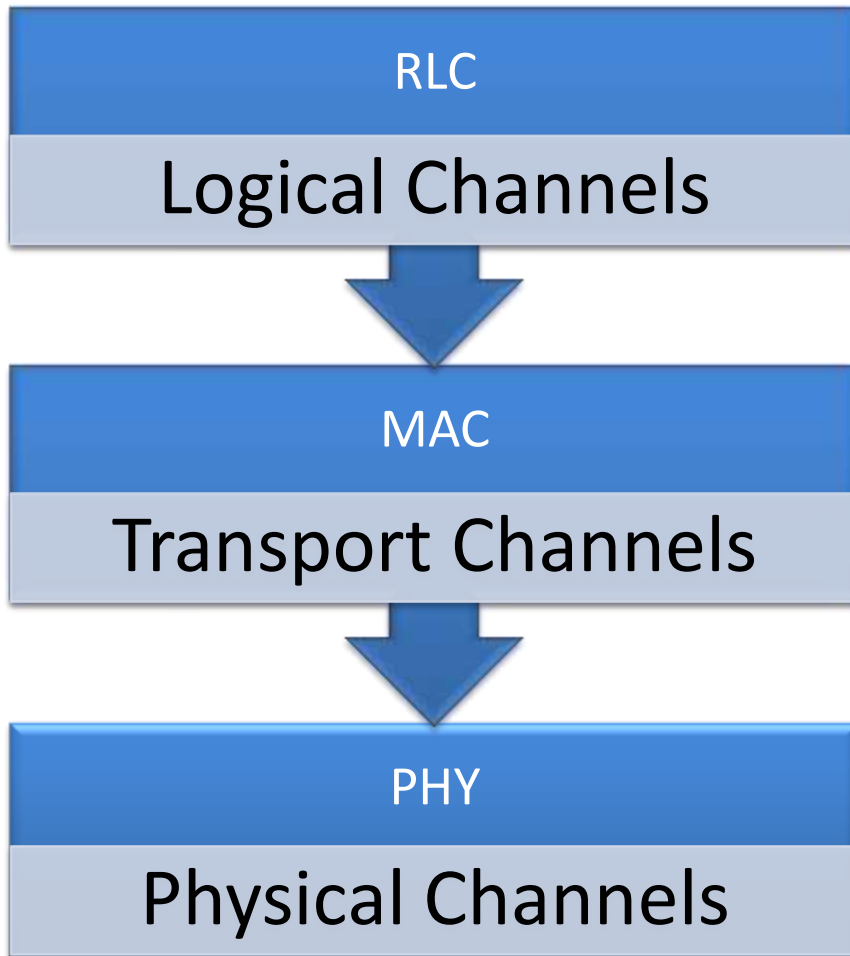 RLC
Logical Channels
MAC
Transport Channels
PHY
Physical Channels